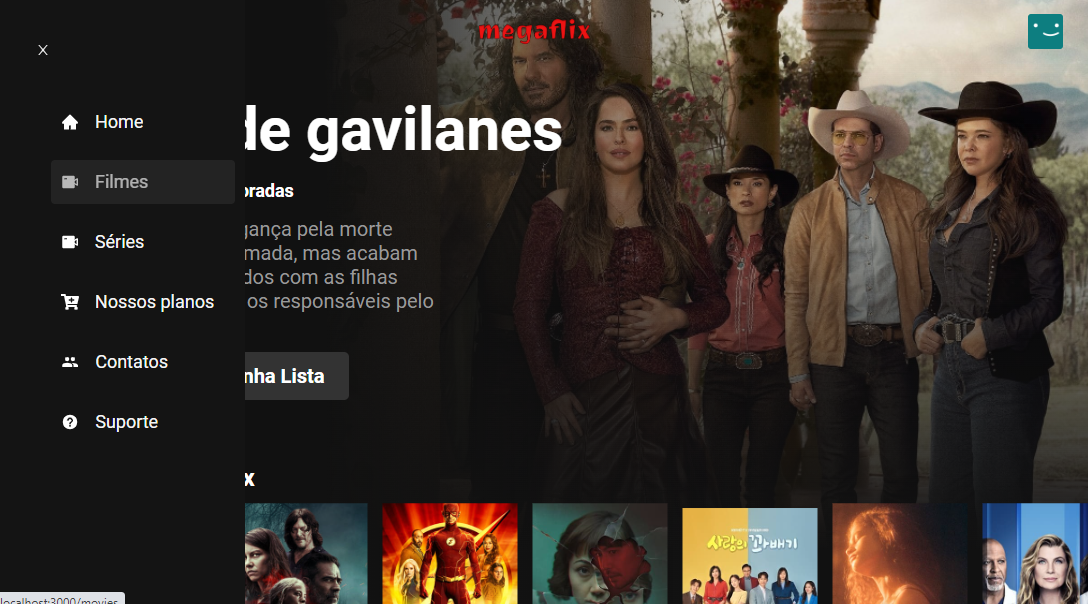 megaflix
X
Home
Filmes
Séries
Nossos planos
Contatos
Suporte
de gavilanes
oradas
gança pela morte
mada, mas acabam
dos com as filhas
os responsáveis pelo
nha Lista
x
사랑의 꽈배기
localhost:3000/movies